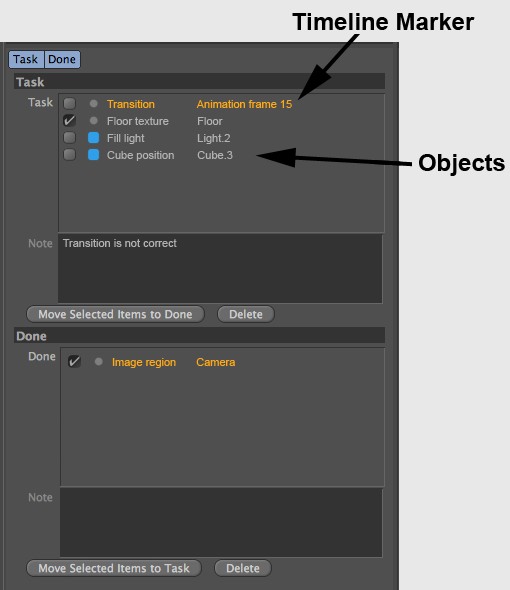 Timeline Marker
Task Done
Task
Task Transition Animation frame 15
Floor texture Floor
Fill light Light.2
Cube position Cube.3
Objects
Note Transition is not correct
Move Selected Items to Done Delete
Done
Done Image region Camera
Note
Move Selected Items to Task Delete